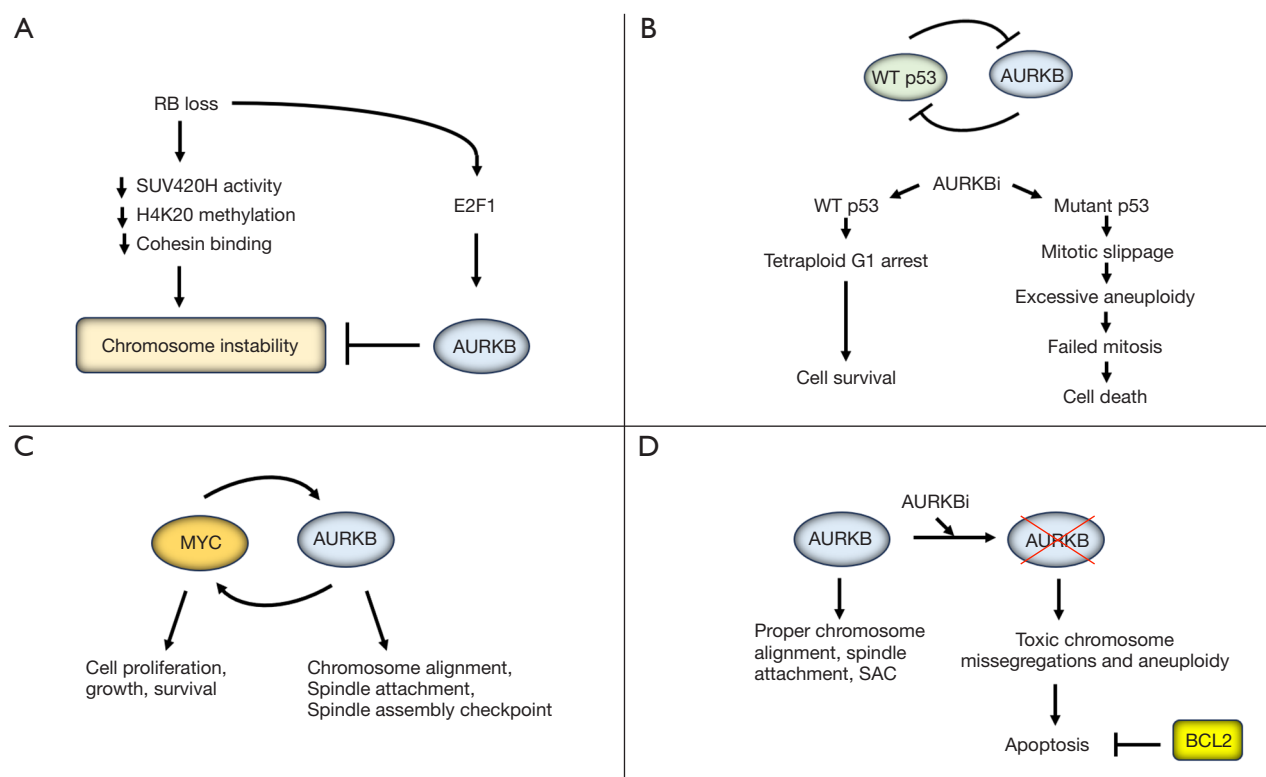 A
RB loss
SUV420H activity
H4K20 methylation
Cohesin binding
E2F1
Chromosome instability
AURKB
B
WT p53
AURKB
AURKBi
WT p53
Mutant p53
Tetraploid G1 arrest
Mitotic slippage
Excessive aneuploidy
Failed mitosis
Cell survival
Cell death
C
MYC
AURKB
Cell proliferation,
growth, survival
Chromosome alignment,
Spindle attachment,
Spindle assembly checkpoint
D
AURKBi
AURKB
AURKB
Proper chromosome
alignment, spindle
attachment, SAC
Toxic chromosome
missegregations and aneuploidy
Apoptosis
BCL2